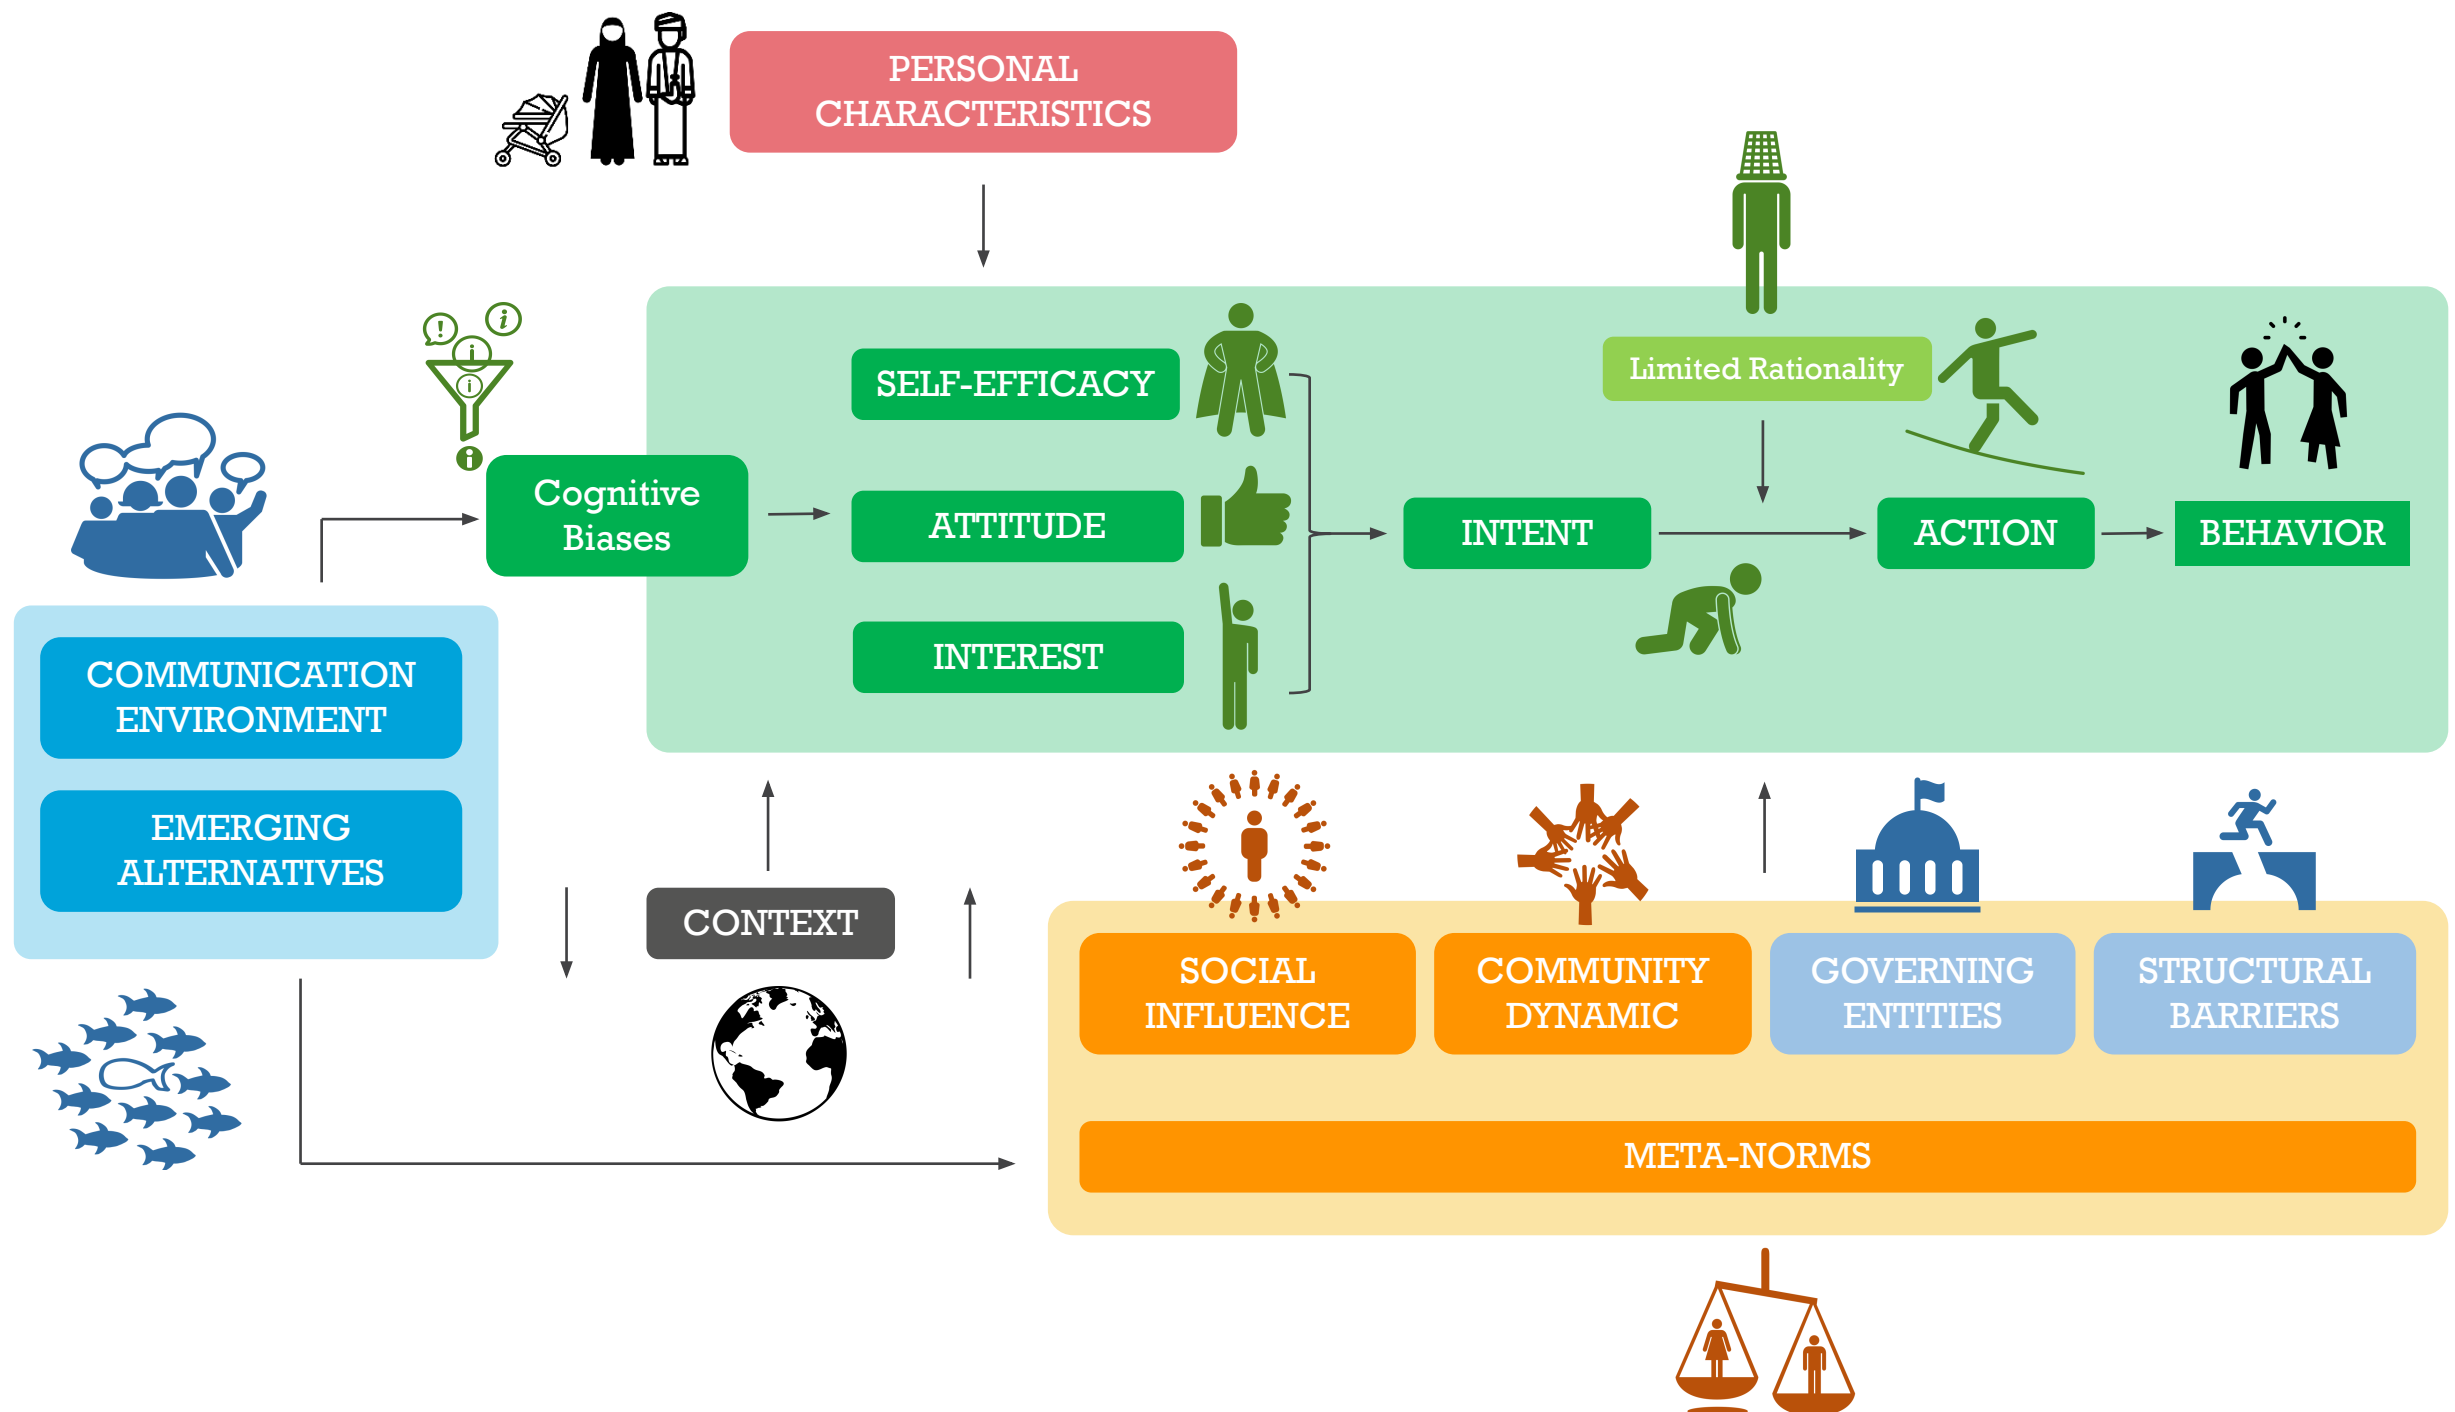 PERSONAL
CHARACTERISTICS
SELF-EFFICACY
Limited Rationality
Cognitive
Biases
ATTITUDE
INTENT
ACTION
BEHAVIOR
INTEREST
COMMUNICATION
ENVIRONMENT
EMERGING
ALTERNATIVES
CONTEXT
SOCIAL
INFLUENCE
COMMUNITY
DYNAMIC
GOVERNING
ENTITIES
STRUCTURAL
BARRIERS
META-NORMS